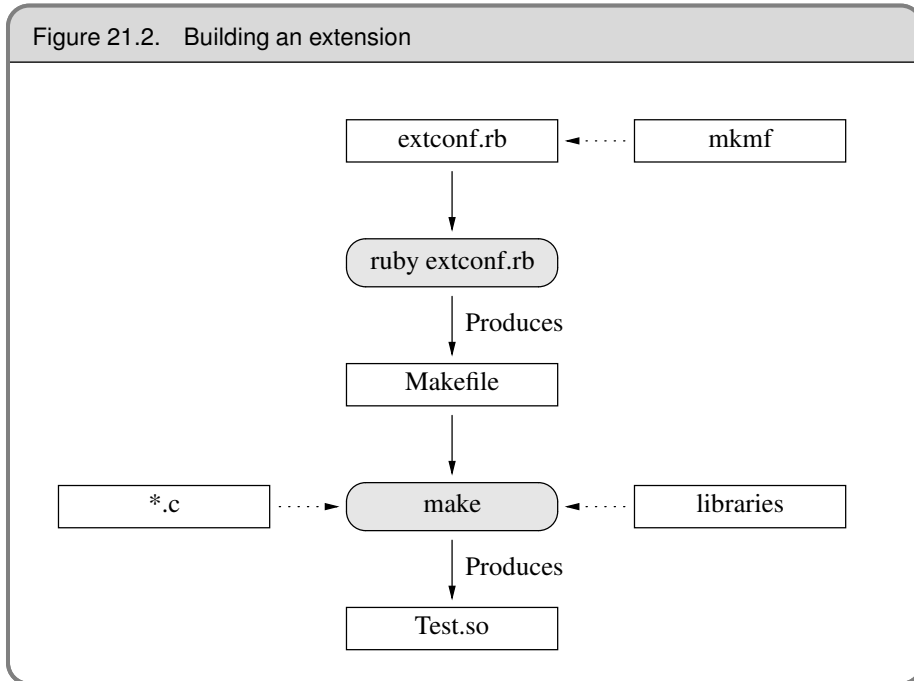 Figure 21.2. Building an extension
extconf.rb
mkmf
ruby extconf.rb
Produces
Makefile
*.c
make
libraries
Produces
Test.so